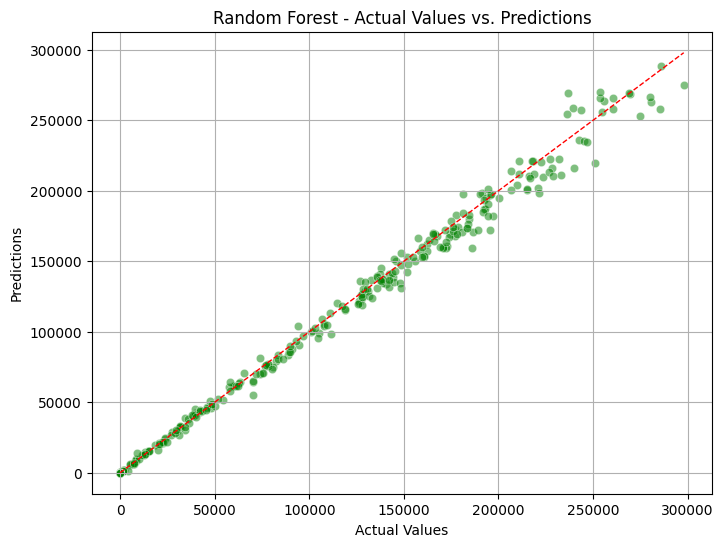 Random Forest - Actual Values vs. Predictions
300000
250000
200000
150000
100000
50000
0
Predictions
0 50000 100000 150000 200000 250000 300000
Actual Values